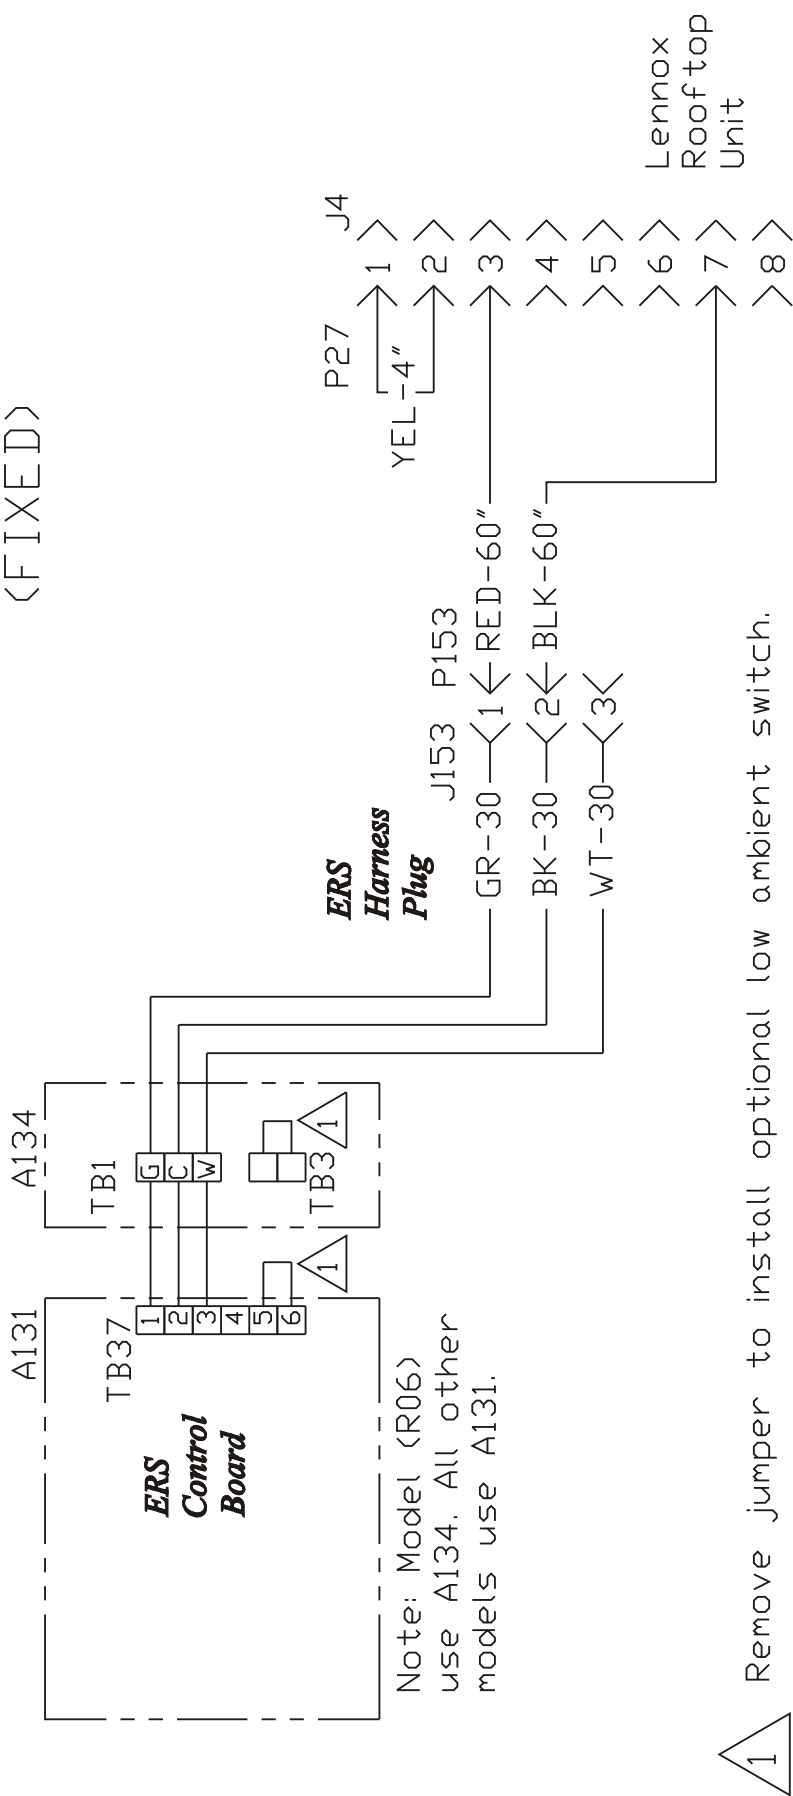 (FIXED)
A131
TB37
1
2
3
4
5
6
1
ERS
Control
Board
A134
TB1
G
C
W
TB3
1
ERS
Harness
Plug
J153
P153
GR-30
1
RED-60"
BK-30
2
BLK-60"
WT-30
3
P27
J4
YEL-4"
1
2
3
4
5
6
7
8
Lennox
Rooftop
Unit
Note: Model (R06)
use A134. All other
models use A131.
1
Remove jumper to install optional low ambient switch.